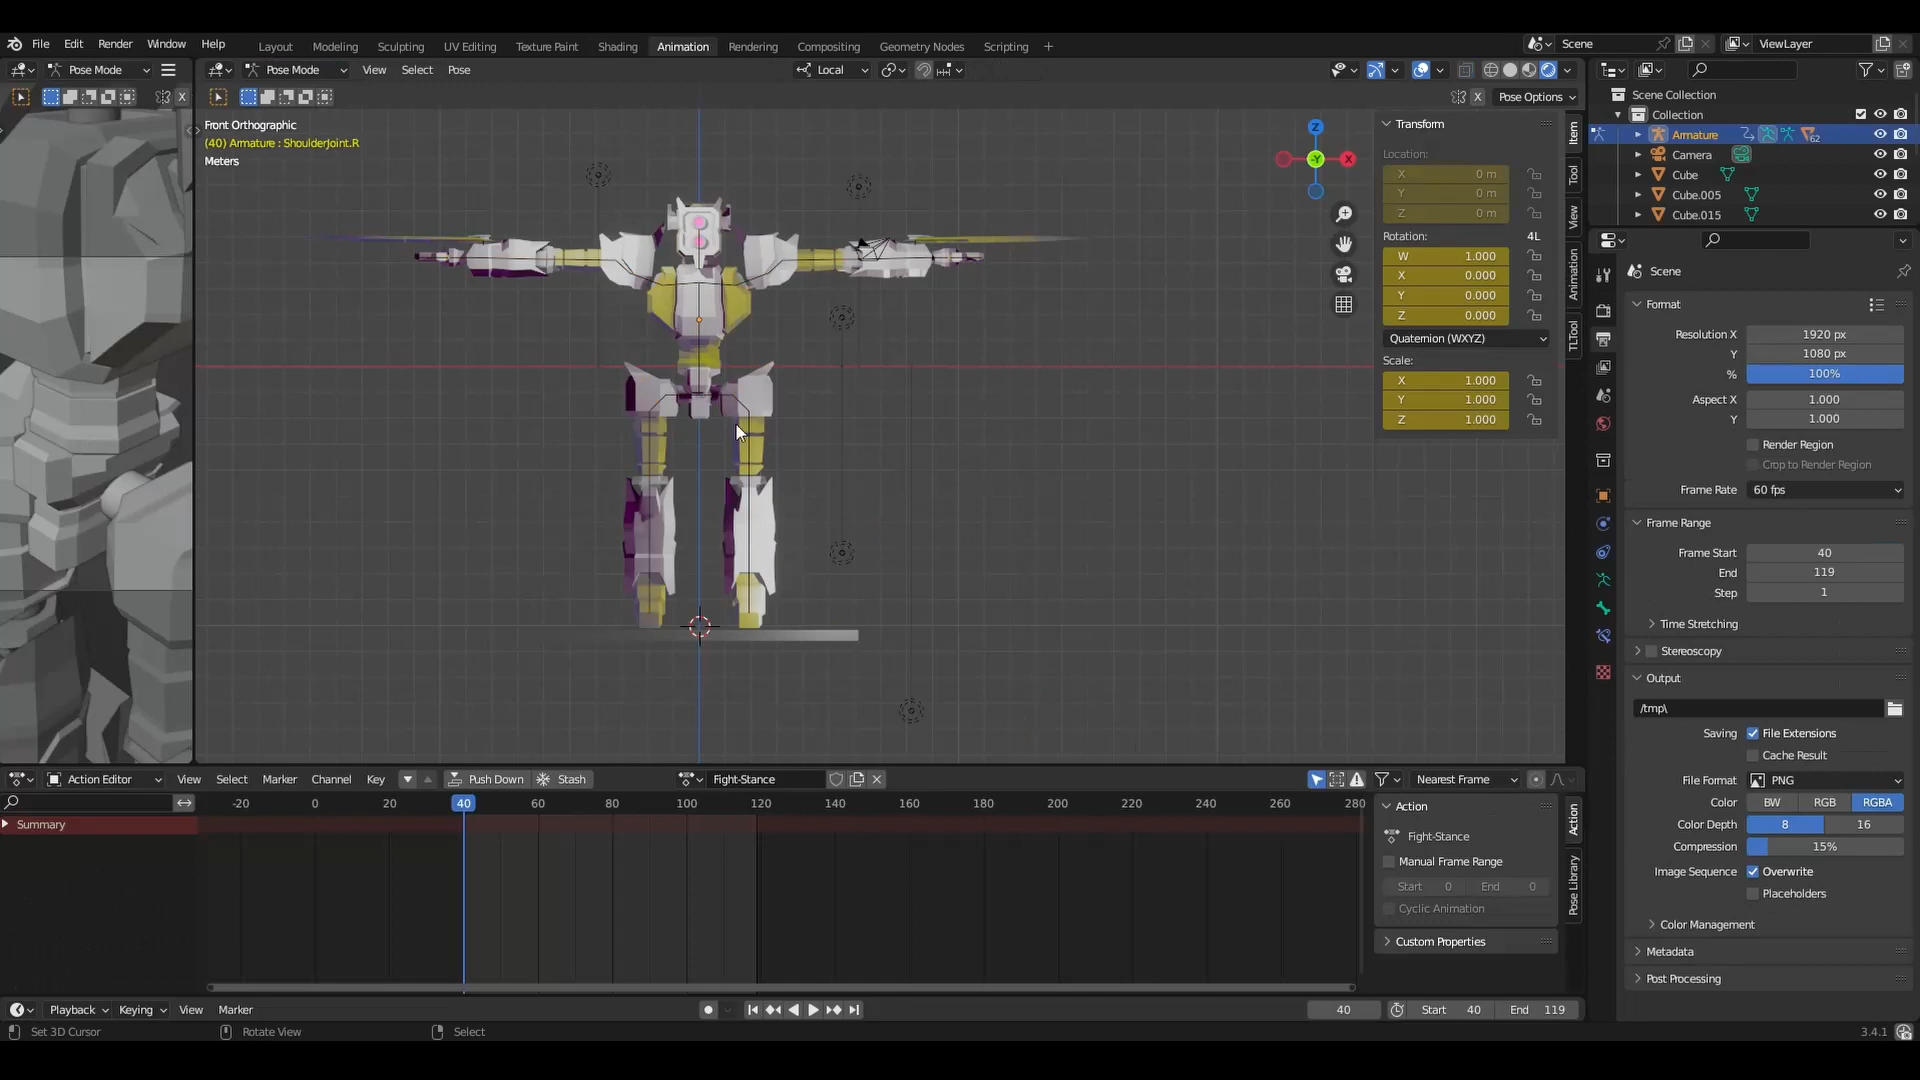 File Edit Render Window Help Layout Modeling Sculpting UV Editing Texture Paint Shading Animation Rendering Compositing Geometry Nodes Scripting + Scene ViewLayer
Pose Mode
Pose Mode View Select Pose Local
X
X Pose Options
Front Orthographic
(40) Armature : ShoulderJoint.R
Meters
Z
-Y X
Transform
Location:
X 0 m
Y 0 m
Z 0 m
Rotation: 4L
W 1.000
X 0.000
Y 0.000
Z 0.000
Quaternion (WXYZ)
Scale:
X 1.000
Y 1.000
Z 1.000
Item
Tool
View
Animation
TLTool
Scene Collection
Collection
Armature 62
Camera
Cube
Cube.005
Cube.015
Scene
Format
Resolution X 1920 px
Y 1080 px
% 100%
Aspect X 1.000
Y 1.000
Render Region
Crop to Render Region
Frame Rate 60 fps
Frame Range
Frame Start 40
End 119
Step 1
Time Stretching
Stereoscopy
Output
/tmp\
Saving File Extensions
Cache Result
File Format PNG
Color BW RGB RGBA
Color Depth 8 16
Compression 15%
Image Sequence Overwrite
Placeholders
Color Management
Metadata
Post Processing
Action Editor View Select Marker Channel Key Push Down Stash Fight-Stance Nearest Frame
-20 0 20 40 60 80 100 120 140 160 180 200 220 240 260 280
Summary
Action
Fight-Stance
Manual Frame Range
Start 0 End 0
Cyclic Animation
Custom Properties
Action
Pose Library
Playback Keying View Marker 40 Start 40 End 119
Set 3D Cursor Rotate View Select 3.4.1